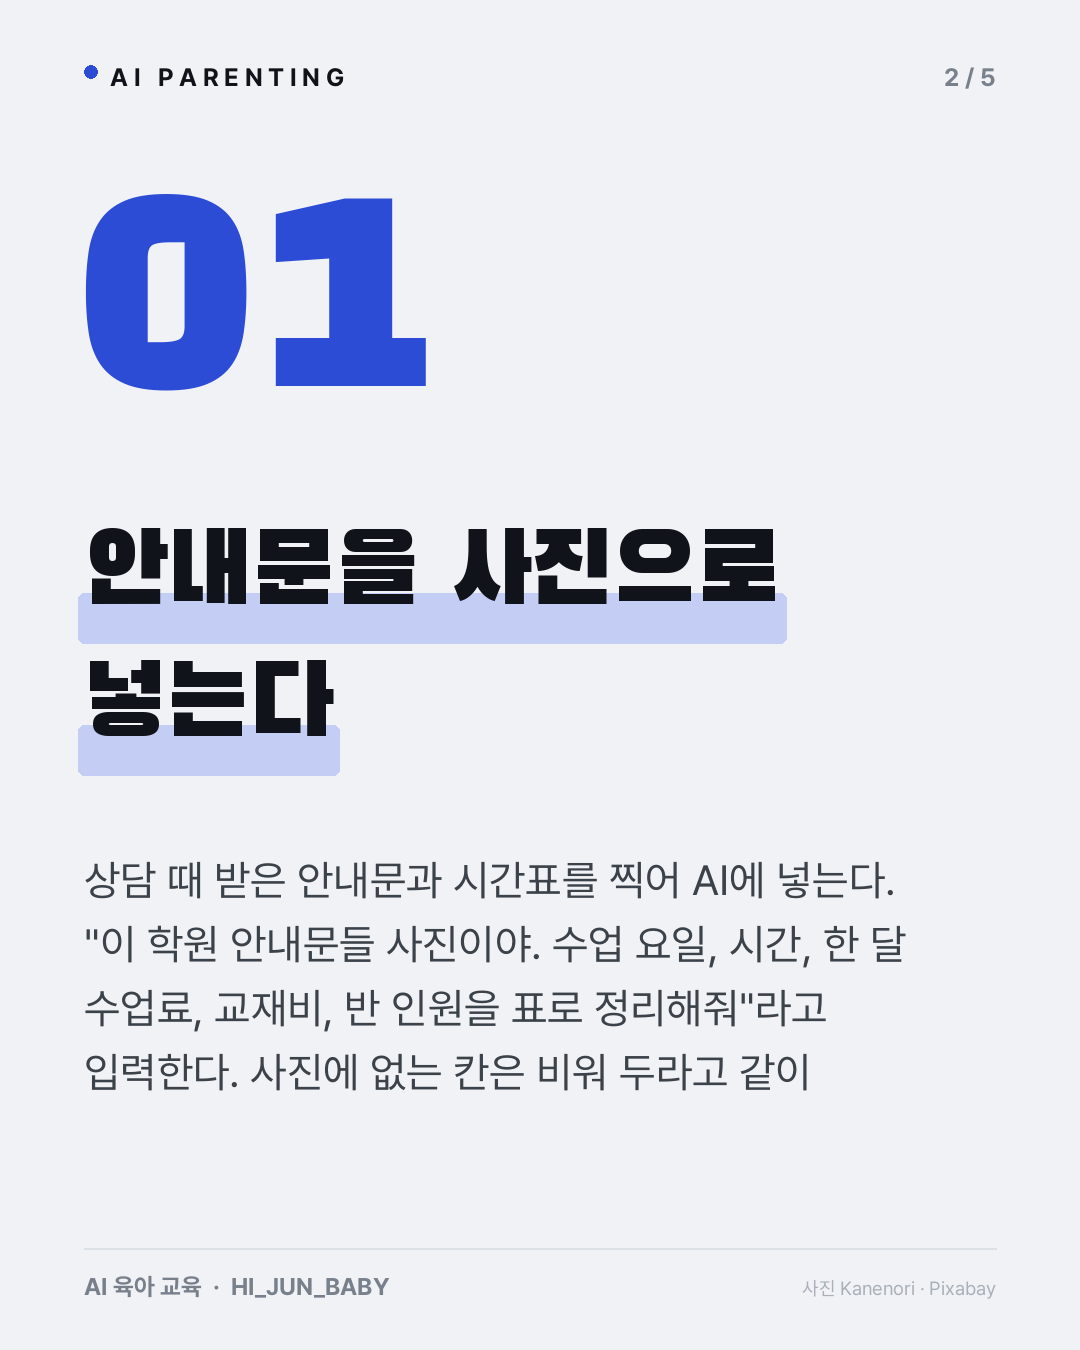 AI PARENTING
2 / 5
01
안내문을 사진으로
넣는다
상담 때 받은 안내문과 시간표를 찍어 AI에 넣는다.
"이 학원 안내문들 사진이야. 수업 요일, 시간, 한 달
수업료, 교재비, 반 인원을 표로 정리해줘"라고
입력한다. 사진에 없는 칸은 비워 두라고 같이
AI 육아 교육 · HI_JUN_BABY
사진 Kanenori · Pixabay